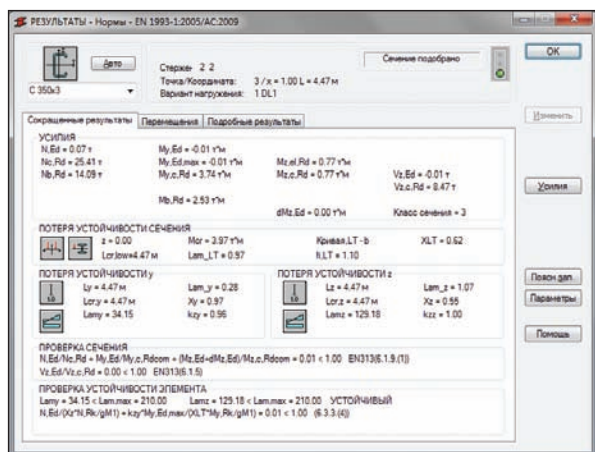 РЕЗУЛЬТАТЫ - Нормы - EN 1993-1:2005/AC:2009
Авто
C 350x3
Стержень 2 2
Точка/Координата: 3 / x = 1.00 L = 4.47 м
Вариант нагружения: 1 DL1
Сечение подобрано
OK
Изменить
Усилия
Поясн.зап.
Параметры
Помощь
Сокращенные результаты Перемещения Подробные результаты
УСИЛИЯ
N,Ed = 0.07 т My,Ed = -0.01 т*м
Nc,Rd = 25.41 т My,Ed,max = -0.01 т*м Mz,el,Rd = 0.77 т*м
Nb,Rd = 14.09 т My,c,Rd = 3.74 т*м Mz,c,Rd = 0.77 т*м Vz,Ed = -0.01 т
Vz,c,Rd = 8.47 т
Mb,Rd = 2.53 т*м
dMz,Ed = 0.00 т*м Класс сечения = 3
ПОТЕРЯ УСТОЙЧИВОСТИ СЕЧЕНИЯ
z = 0.00 Mcr = 3.97 т*м Кривая,LT - b XLT = 0.62
Lcr,low=4.47 м Lam_LT = 0.97 fi,LT = 1.10
ПОТЕРЯ УСТОЙЧИВОСТИ y
Ly = 4.47 м Lam_y = 0.28
Lcr,y = 4.47 м Xy = 0.97
Lamy = 34.15 kzy = 0.96
ПОТЕРЯ УСТОЙЧИВОСТИ z
Lz = 4.47 м Lam_z = 1.07
Lcr,z = 4.47 м Xz = 0.55
Lamz = 129.18 kzz = 1.00
ПРОВЕРКА СЕЧЕНИЯ
N,Ed/Nc,Rd + My,Ed/My,c,Rdcom + (Mz,Ed+dMz,Ed)/Mz,c,Rdcom = 0.01 < 1.00 EN313(6.1.9.(1))
Vz,Ed/Vz,c,Rd = 0.00 < 1.00 EN313(6.1.5)
ПРОВЕРКА УСТОЙЧИВОСТИ ЭЛЕМЕНТА
Lamy = 34.15 < Lam,max = 210.00 Lamz = 129.18 < Lam,max = 210.00 УСТОЙЧИВЫЙ
N,Ed/(Xz*N,Rk/gM1) + kzy*My,Ed,max/(XLT*My,Rk/gM1) = 0.01 < 1.00 (6.3.3.(4))